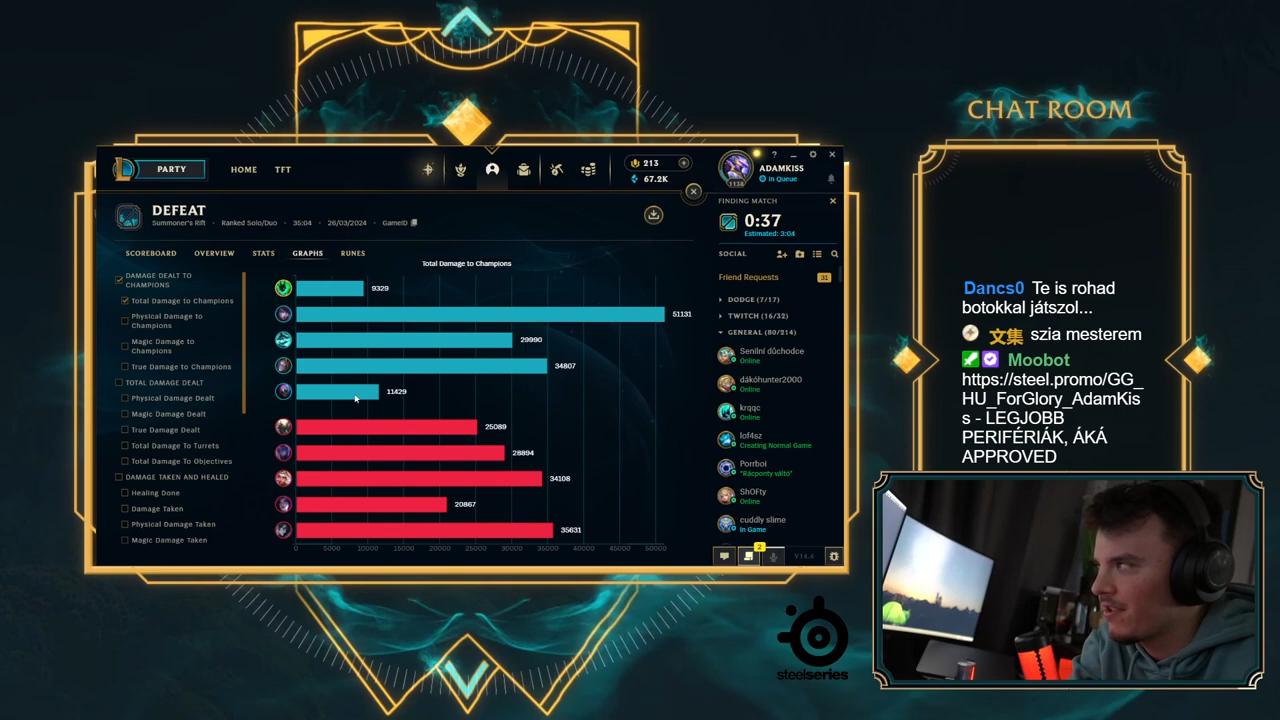 CHAT ROOM
PARTY
HOME
TFT
213
67.2K
1138
ADAMKISS
In Queue
DEFEAT
Summoner's Rift • Ranked Solo/Duo • 35:04 • 26/03/2024 • GameID
SCOREBOARD
OVERVIEW
STATS
GRAPHS
RUNES
DAMAGE DEALT TO
CHAMPIONS
Total Damage to Champions
Physical Damage to
Champions
Magic Damage to
Champions
True Damage to Champions
TOTAL DAMAGE DEALT
Physical Damage Dealt
Magic Damage Dealt
True Damage Dealt
Total Damage To Turrets
Total Damage To Objectives
DAMAGE TAKEN AND HEALED
Healing Done
Damage Taken
Physical Damage Taken
Magic Damage Taken
Total Damage to Champions
9329
51131
29990
34807
11429
25089
28894
34108
20867
35631
0 5000 10000 15000 20000 25000 30000 35000 40000 45000 50000
FINDING MATCH
0:37
Estimated: 3:04
SOCIAL
Friend Requests
31
DODGE (7/17)
TWITCH (16/32)
GENERAL (80/214)
Senilní důchodce
Online
dákóhunter2000
Online
krqqc
Online
lof4sz
Creating Normal Game
Porrboi
"Rácponty váltó"
ShOFty
Online
cuddly slime
In Game
2
V14.6
Dancs0 Te is rohad
botokkal játszol...
文集 szia mesterem
Moobot
https://steel.promo/GG_
HU_ForGlory_AdamKis
s - LEGJOBB
PERIFÉRIÁK, ÁKÁ
APPROVED
steelseries